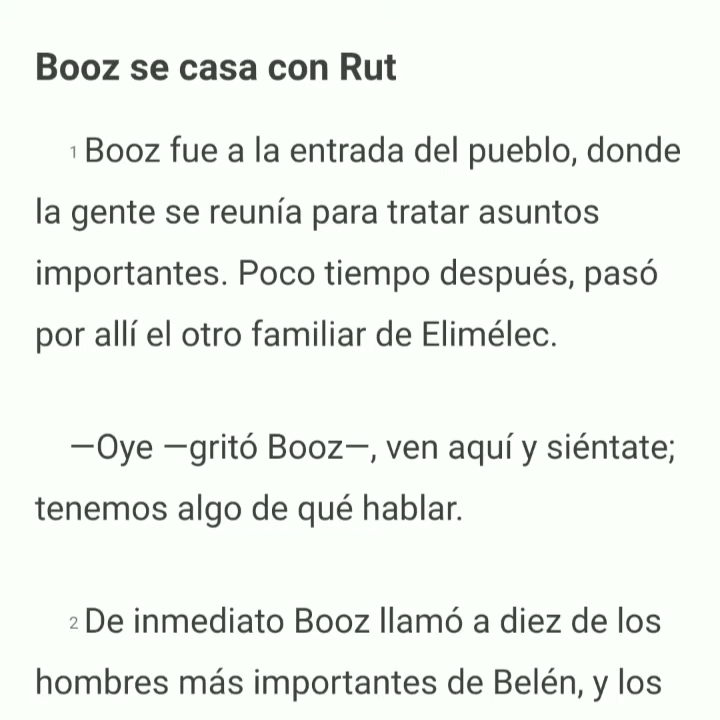 Booz se casa con Rut
1 Booz fue a la entrada del pueblo, donde
la gente se reunía para tratar asuntos
importantes. Poco tiempo después, pasó
por allí el otro familiar de Elimélec.
—Oye —gritó Booz—, ven aquí y siéntate;
tenemos algo de qué hablar.
2 De inmediato Booz llamó a diez de los
hombres más importantes de Belén, y los